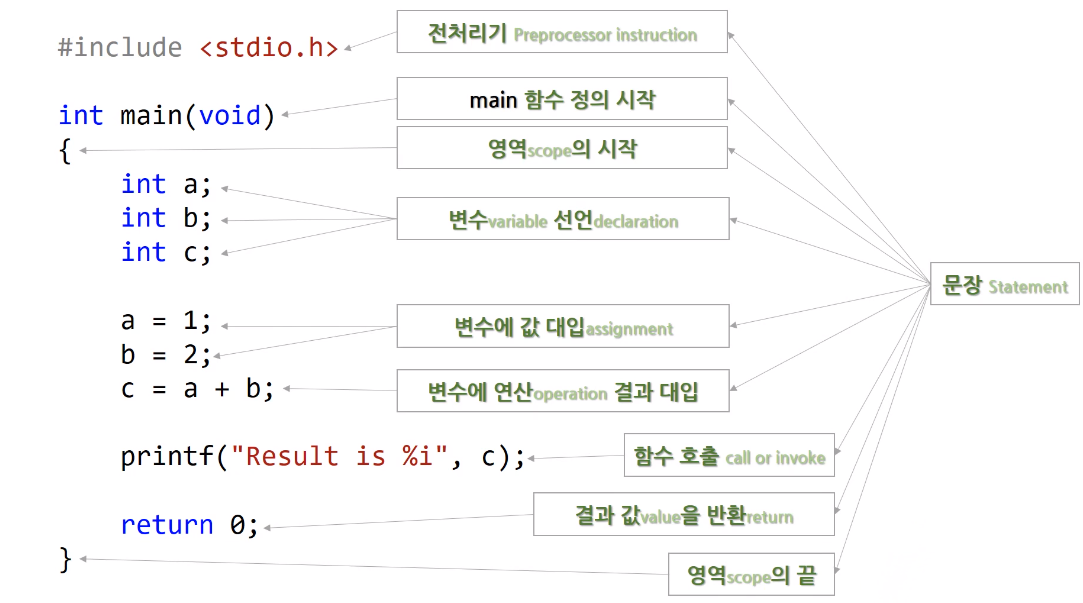 #include <stdio.h>
전처리기 Preprocessor instruction
int main(void)
main 함수 정의 시작
{
영역scope의 시작
int a;
int b;
int c;
변수variable 선언declaration
문장 Statement
a = 1;
b = 2;
변수에 값 대입assignment
c = a + b;
변수에 연산operation 결과 대입
printf("Result is %i", c);
함수 호출 call or invoke
return 0;
결과 값value을 반환return
}
영역scope의 끝